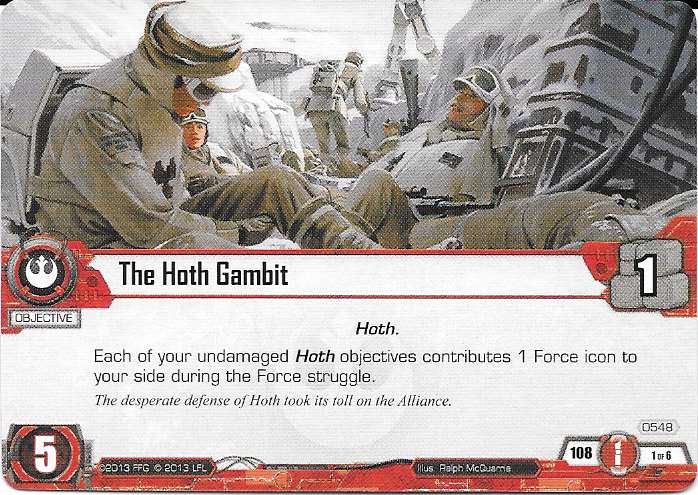 The Hoth Gambit
1
OBJECTIVE
Hoth.
Each of your undamaged Hoth objectives contributes 1 Force icon to
your side during the Force struggle.
The desperate defense of Hoth took its toll on the Alliance.
0548
5
©2013 FFG © 2013 LFL
Illus. Ralph McQuarrie
108
1 OF 6